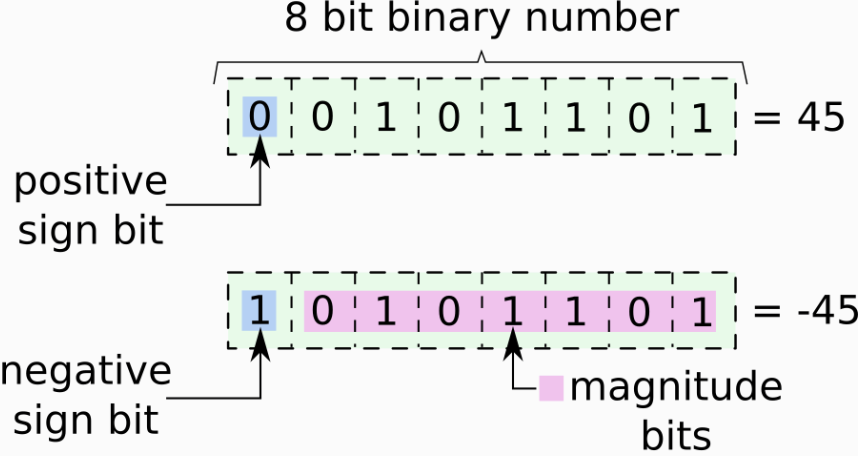 8 bit binary number
0 0 1 0 1 1 0 1 = 45
positive
sign bit
1 0 1 0 1 1 0 1 = -45
negative
sign bit
magnitude
bits